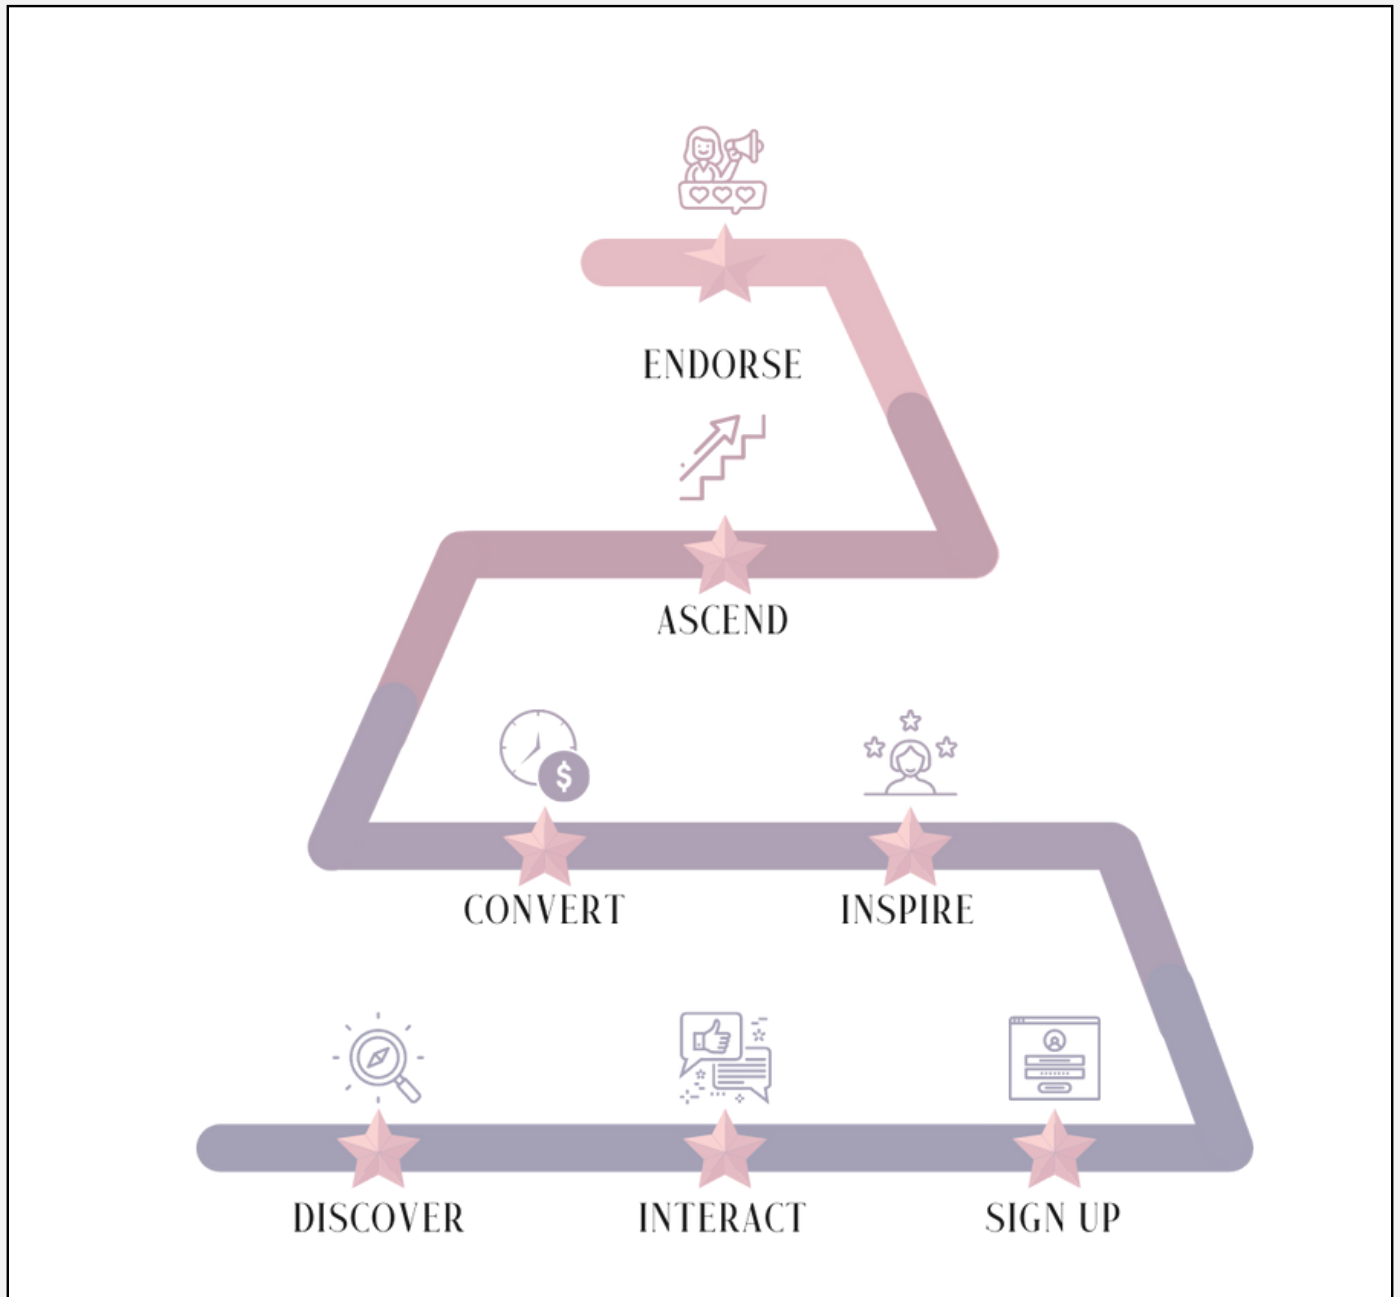 ENDORSE
ASCEND
$
CONVERT
INSPIRE
DISCOVER
INTERACT
SIGN UP